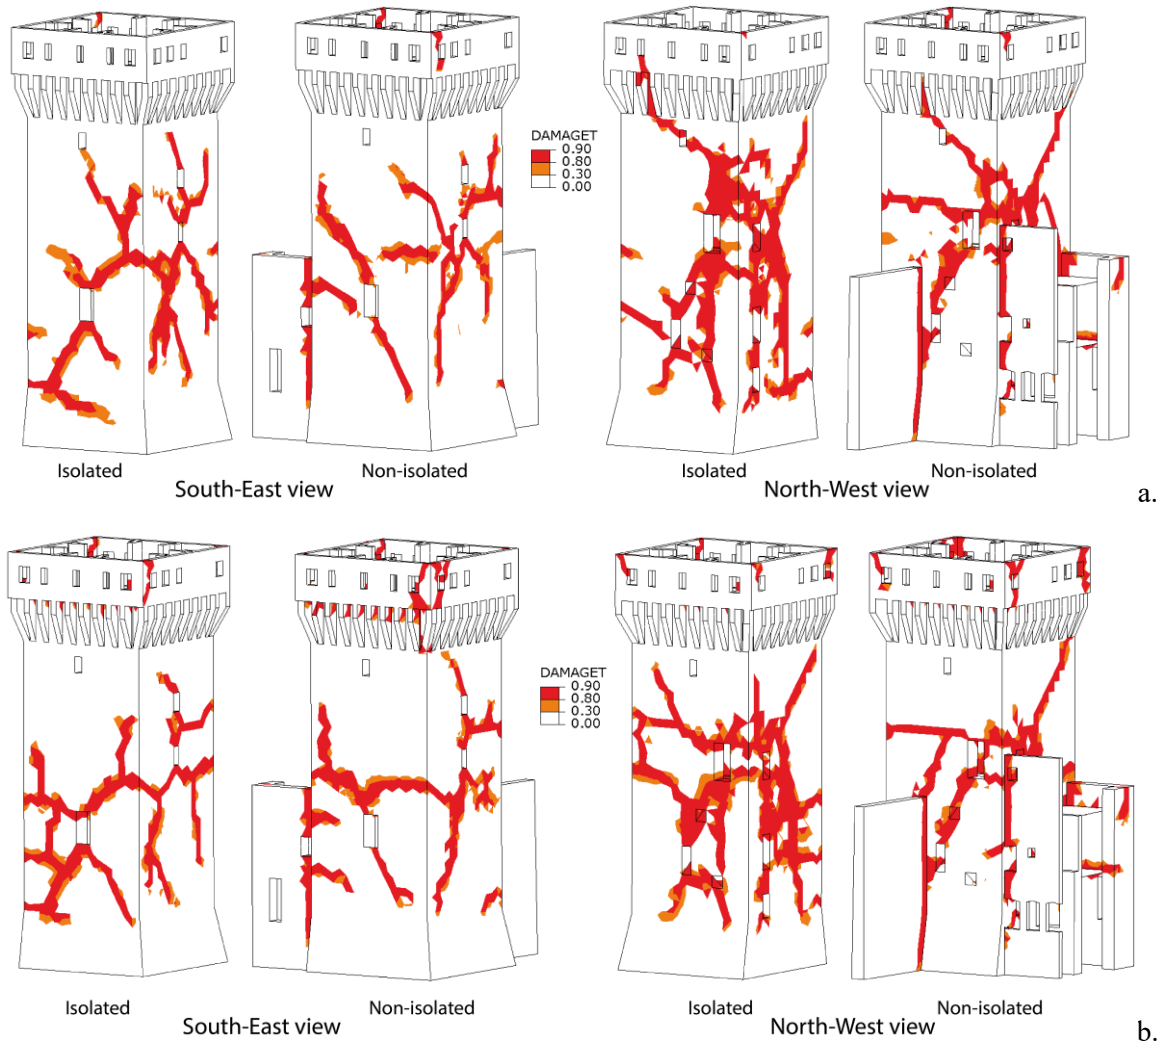 DAMAGET
0.90
0.80
0.30
0.00
Isolated
Non-isolated
Isolated
Non-isolated
South-East view
North-West view
a.
DAMAGET
0.90
0.80
0.30
0.00
Isolated
Non-isolated
Isolated
Non-isolated
South-East view
North-West view
b.